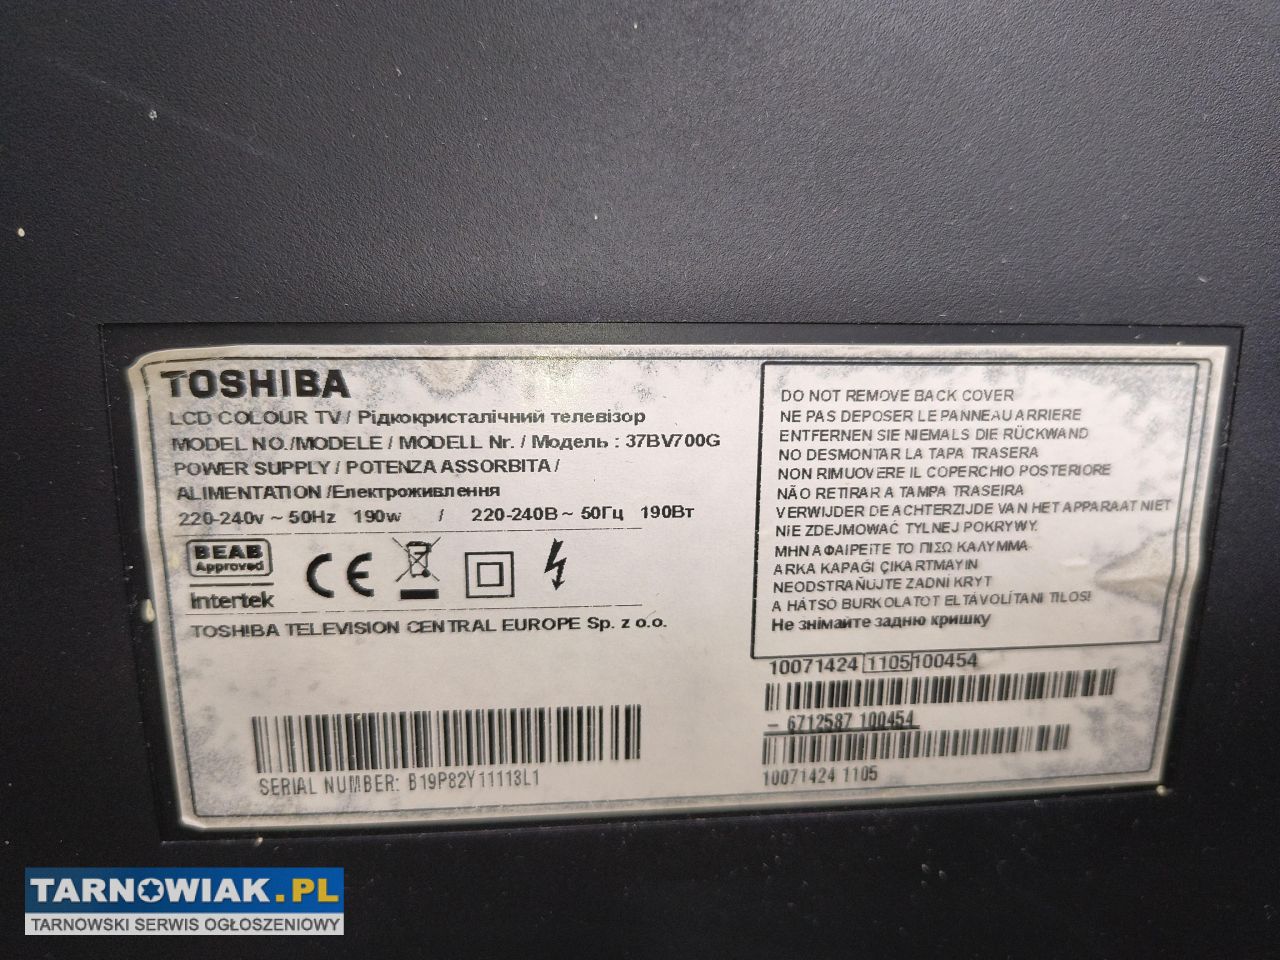 TOSHIBA
LCD COLOUR TV / Рідкокристалічний телевізор
MODEL NO./MODELE / MODELL Nr. / Модель : 37BV700G
POWER SUPPLY / POTENZA ASSORBITA /
ALIMENTATION /Електроживлення
220-240v ~ 50Hz 190w / 220-240В ~ 50Гц 190Вт
BEAB
Approved
Intertek
CE
TOSHIBA TELEVISION CENTRAL EUROPE Sp. z o.o.
SERIAL NUMBER: B19P82Y11113L1
DO NOT REMOVE BACK COVER
NE PAS DEPOSER LE PANNEAU ARRIERE
ENTFERNEN SIE NIEMALS DIE RÜCKWAND
NO DESMONTAR LA TAPA TRASERA
NON RIMUOVERE IL COPERCHIO POSTERIORE
NÃO RETIRAR A TAMPA TRASEIRA
VERWIJDER DE ACHTERZIJDE VAN HET APPARAAT NIET
NIE ZDEJMOWAĆ TYLNEJ POKRYWY.
ΜΗΝ ΑΦΑΙΡΕΙΤΕ ΤΟ ΠΙΣΩ ΚΑΛΥΜΜΑ
ARKA KAPAGI ÇIKARTMAYIN
NEODSTRAŇUJTE ZADNÍ KRYT
A HÁTSÓ BURKOLATOT ELTÁVOLÍTANI TILOS!
Не знімайте задню кришку
10071424 1105 100454
- 6712587 100454
10071424 1105
TARNOWIAK.PL
TARNOWSKI SERWIS OGŁOSZENIOWY